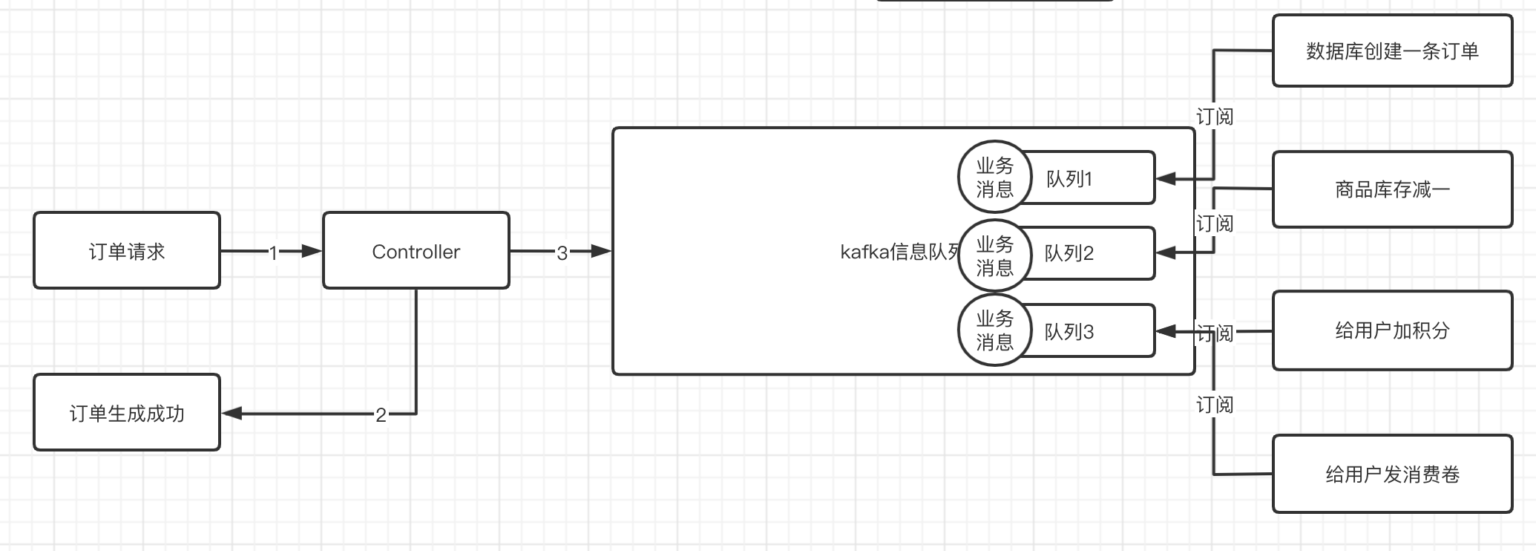 数据库创建一条订单
订阅
业务
消息
队列1
商品库存减一
订阅
订单请求
1
Controller
3
kafka信息队列
业务
消息
队列2
业务
消息
队列3
订阅
给用户加积分
订单生成成功
2
订阅
给用户发消费卷